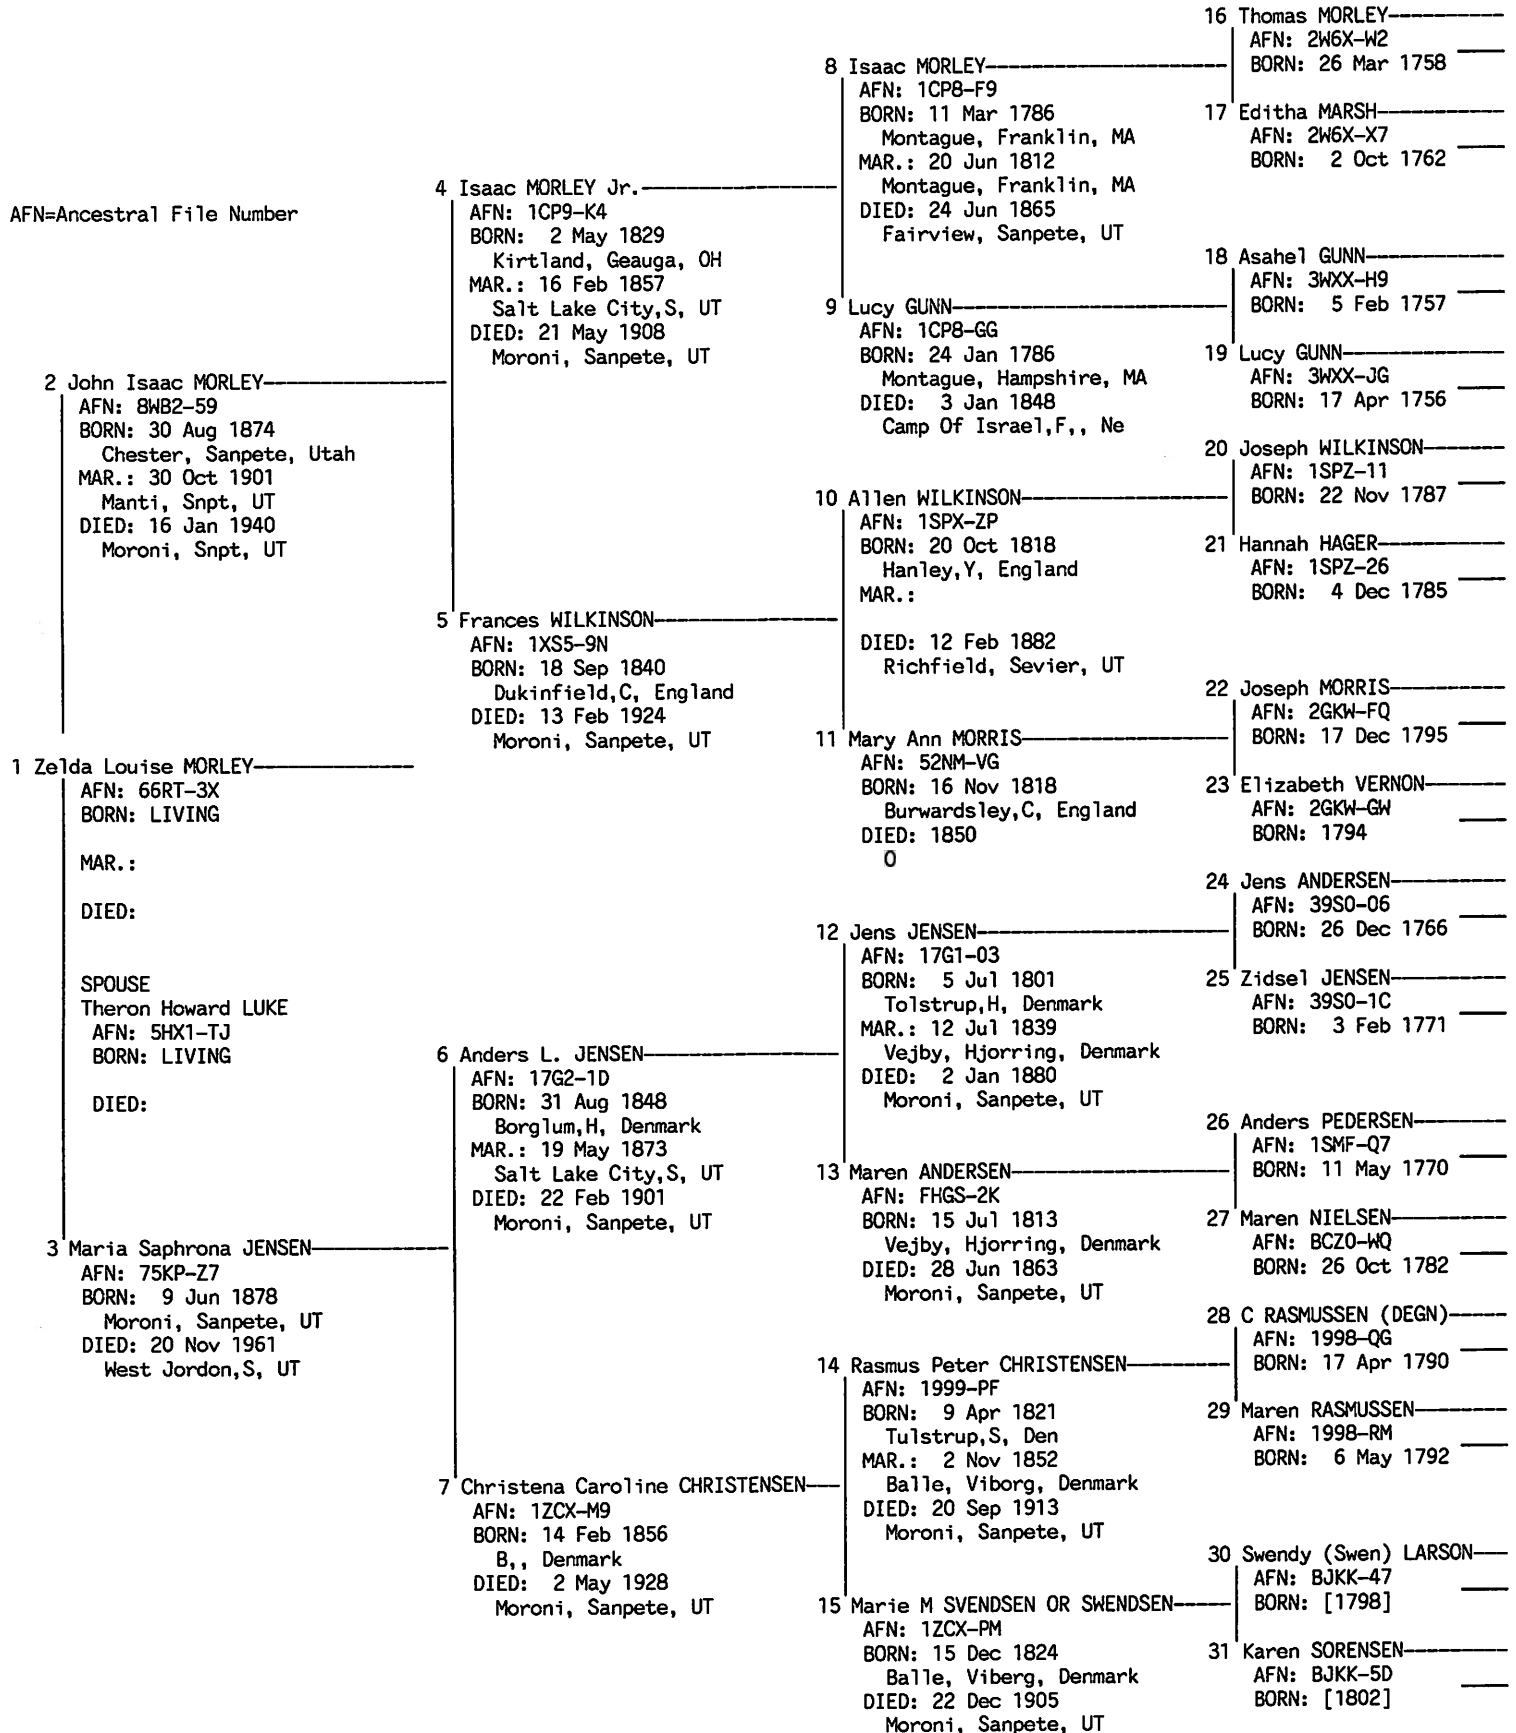 AFN=Ancestral File Number
1 Zelda Louise MORLEY
AFN: 66RT-3X
BORN: LIVING
MAR.:
DIED:
SPOUSE
Theron Howard LUKE
AFN: 5HX1-TJ
BORN: LIVING
DIED:
2 John Isaac MORLEY
AFN: 8WB2-59
BORN: 30 Aug 1874
Chester, Sanpete, Utah
MAR.: 30 Oct 1901
Manti, Snpt, UT
DIED: 16 Jan 1940
Moroni, Snpt, UT
3 Maria Saphrona JENSEN
AFN: 75KP-Z7
BORN: 9 Jun 1878
Moroni, Sanpete, UT
DIED: 20 Nov 1961
West Jordon,S, UT
4 Isaac MORLEY Jr.
AFN: 1CP9-K4
BORN: 2 May 1829
Kirtland, Geauga, OH
MAR.: 16 Feb 1857
Salt Lake City,S, UT
DIED: 21 May 1908
Moroni, Sanpete, UT
5 Frances WILKINSON
AFN: 1XS5-9N
BORN: 18 Sep 1840
Dukinfield,C, England
DIED: 13 Feb 1924
Moroni, Sanpete, UT
6 Anders L. JENSEN
AFN: 17G2-1D
BORN: 31 Aug 1848
Borglum,H, Denmark
MAR.: 19 May 1873
Salt Lake City,S, UT
DIED: 22 Feb 1901
Moroni, Sanpete, UT
7 Christena Caroline CHRISTENSEN
AFN: 1ZCX-M9
BORN: 14 Feb 1856
B,, Denmark
DIED: 2 May 1928
Moroni, Sanpete, UT
8 Isaac MORLEY
AFN: 1CP8-F9
BORN: 11 Mar 1786
Montague, Franklin, MA
MAR.: 20 Jun 1812
Montague, Franklin, MA
DIED: 24 Jun 1865
Fairview, Sanpete, UT
9 Lucy GUNN
AFN: 1CP8-GG
BORN: 24 Jan 1786
Montague, Hampshire, MA
DIED: 3 Jan 1848
Camp Of Israel,F,, Ne
10 Allen WILKINSON
AFN: 1SPX-ZP
BORN: 20 Oct 1818
Hanley,Y, England
MAR.:
DIED: 12 Feb 1882
Richfield, Sevier, UT
11 Mary Ann MORRIS
AFN: 52NM-VG
BORN: 16 Nov 1818
Burwardsley,C, England
DIED: 1850
0
12 Jens JENSEN
AFN: 17G1-03
BORN: 5 Jul 1801
Tolstrup,H, Denmark
MAR.: 12 Jul 1839
Vejby, Hjorring, Denmark
DIED: 2 Jan 1880
Moroni, Sanpete, UT
13 Maren ANDERSEN
AFN: FHGS-2K
BORN: 15 Jul 1813
Vejby, Hjorring, Denmark
DIED: 28 Jun 1863
Moroni, Sanpete, UT
14 Rasmus Peter CHRISTENSEN
AFN: 1999-PF
BORN: 9 Apr 1821
Tulstrup,S, Den
MAR.: 2 Nov 1852
Balle, Viborg, Denmark
DIED: 20 Sep 1913
Moroni, Sanpete, UT
15 Marie M SVENDSEN OR SWENDSEN
AFN: 1ZCX-PM
BORN: 15 Dec 1824
Balle, Viberg, Denmark
DIED: 22 Dec 1905
Moroni, Sanpete, UT
16 Thomas MORLEY
AFN: 2W6X-W2
BORN: 26 Mar 1758
17 Editha MARSH
AFN: 2W6X-X7
BORN: 2 Oct 1762
18 Asahel GUNN
AFN: 3WXX-H9
BORN: 5 Feb 1757
19 Lucy GUNN
AFN: 3WXX-JG
BORN: 17 Apr 1756
20 Joseph WILKINSON
AFN: 1SPZ-11
BORN: 22 Nov 1787
21 Hannah HAGER
AFN: 1SPZ-26
BORN: 4 Dec 1785
22 Joseph MORRIS
AFN: 2GKW-FQ
BORN: 17 Dec 1795
23 Elizabeth VERNON
AFN: 2GKW-GW
BORN: 1794
24 Jens ANDERSEN
AFN: 39S0-06
BORN: 26 Dec 1766
25 Zidsel JENSEN
AFN: 39S0-1C
BORN: 3 Feb 1771
26 Anders PEDERSEN
AFN: 1SMF-Q7
BORN: 11 May 1770
27 Maren NIELSEN
AFN: BCZ0-WQ
BORN: 26 Oct 1782
28 C RASMUSSEN (DEGN)
AFN: 1998-QG
BORN: 17 Apr 1790
29 Maren RASMUSSEN
AFN: 1998-RM
BORN: 6 May 1792
30 Swendy (Swen) LARSON
AFN: BJKK-47
BORN: [1798]
31 Karen SORENSEN
AFN: BJKK-5D
BORN: [1802]